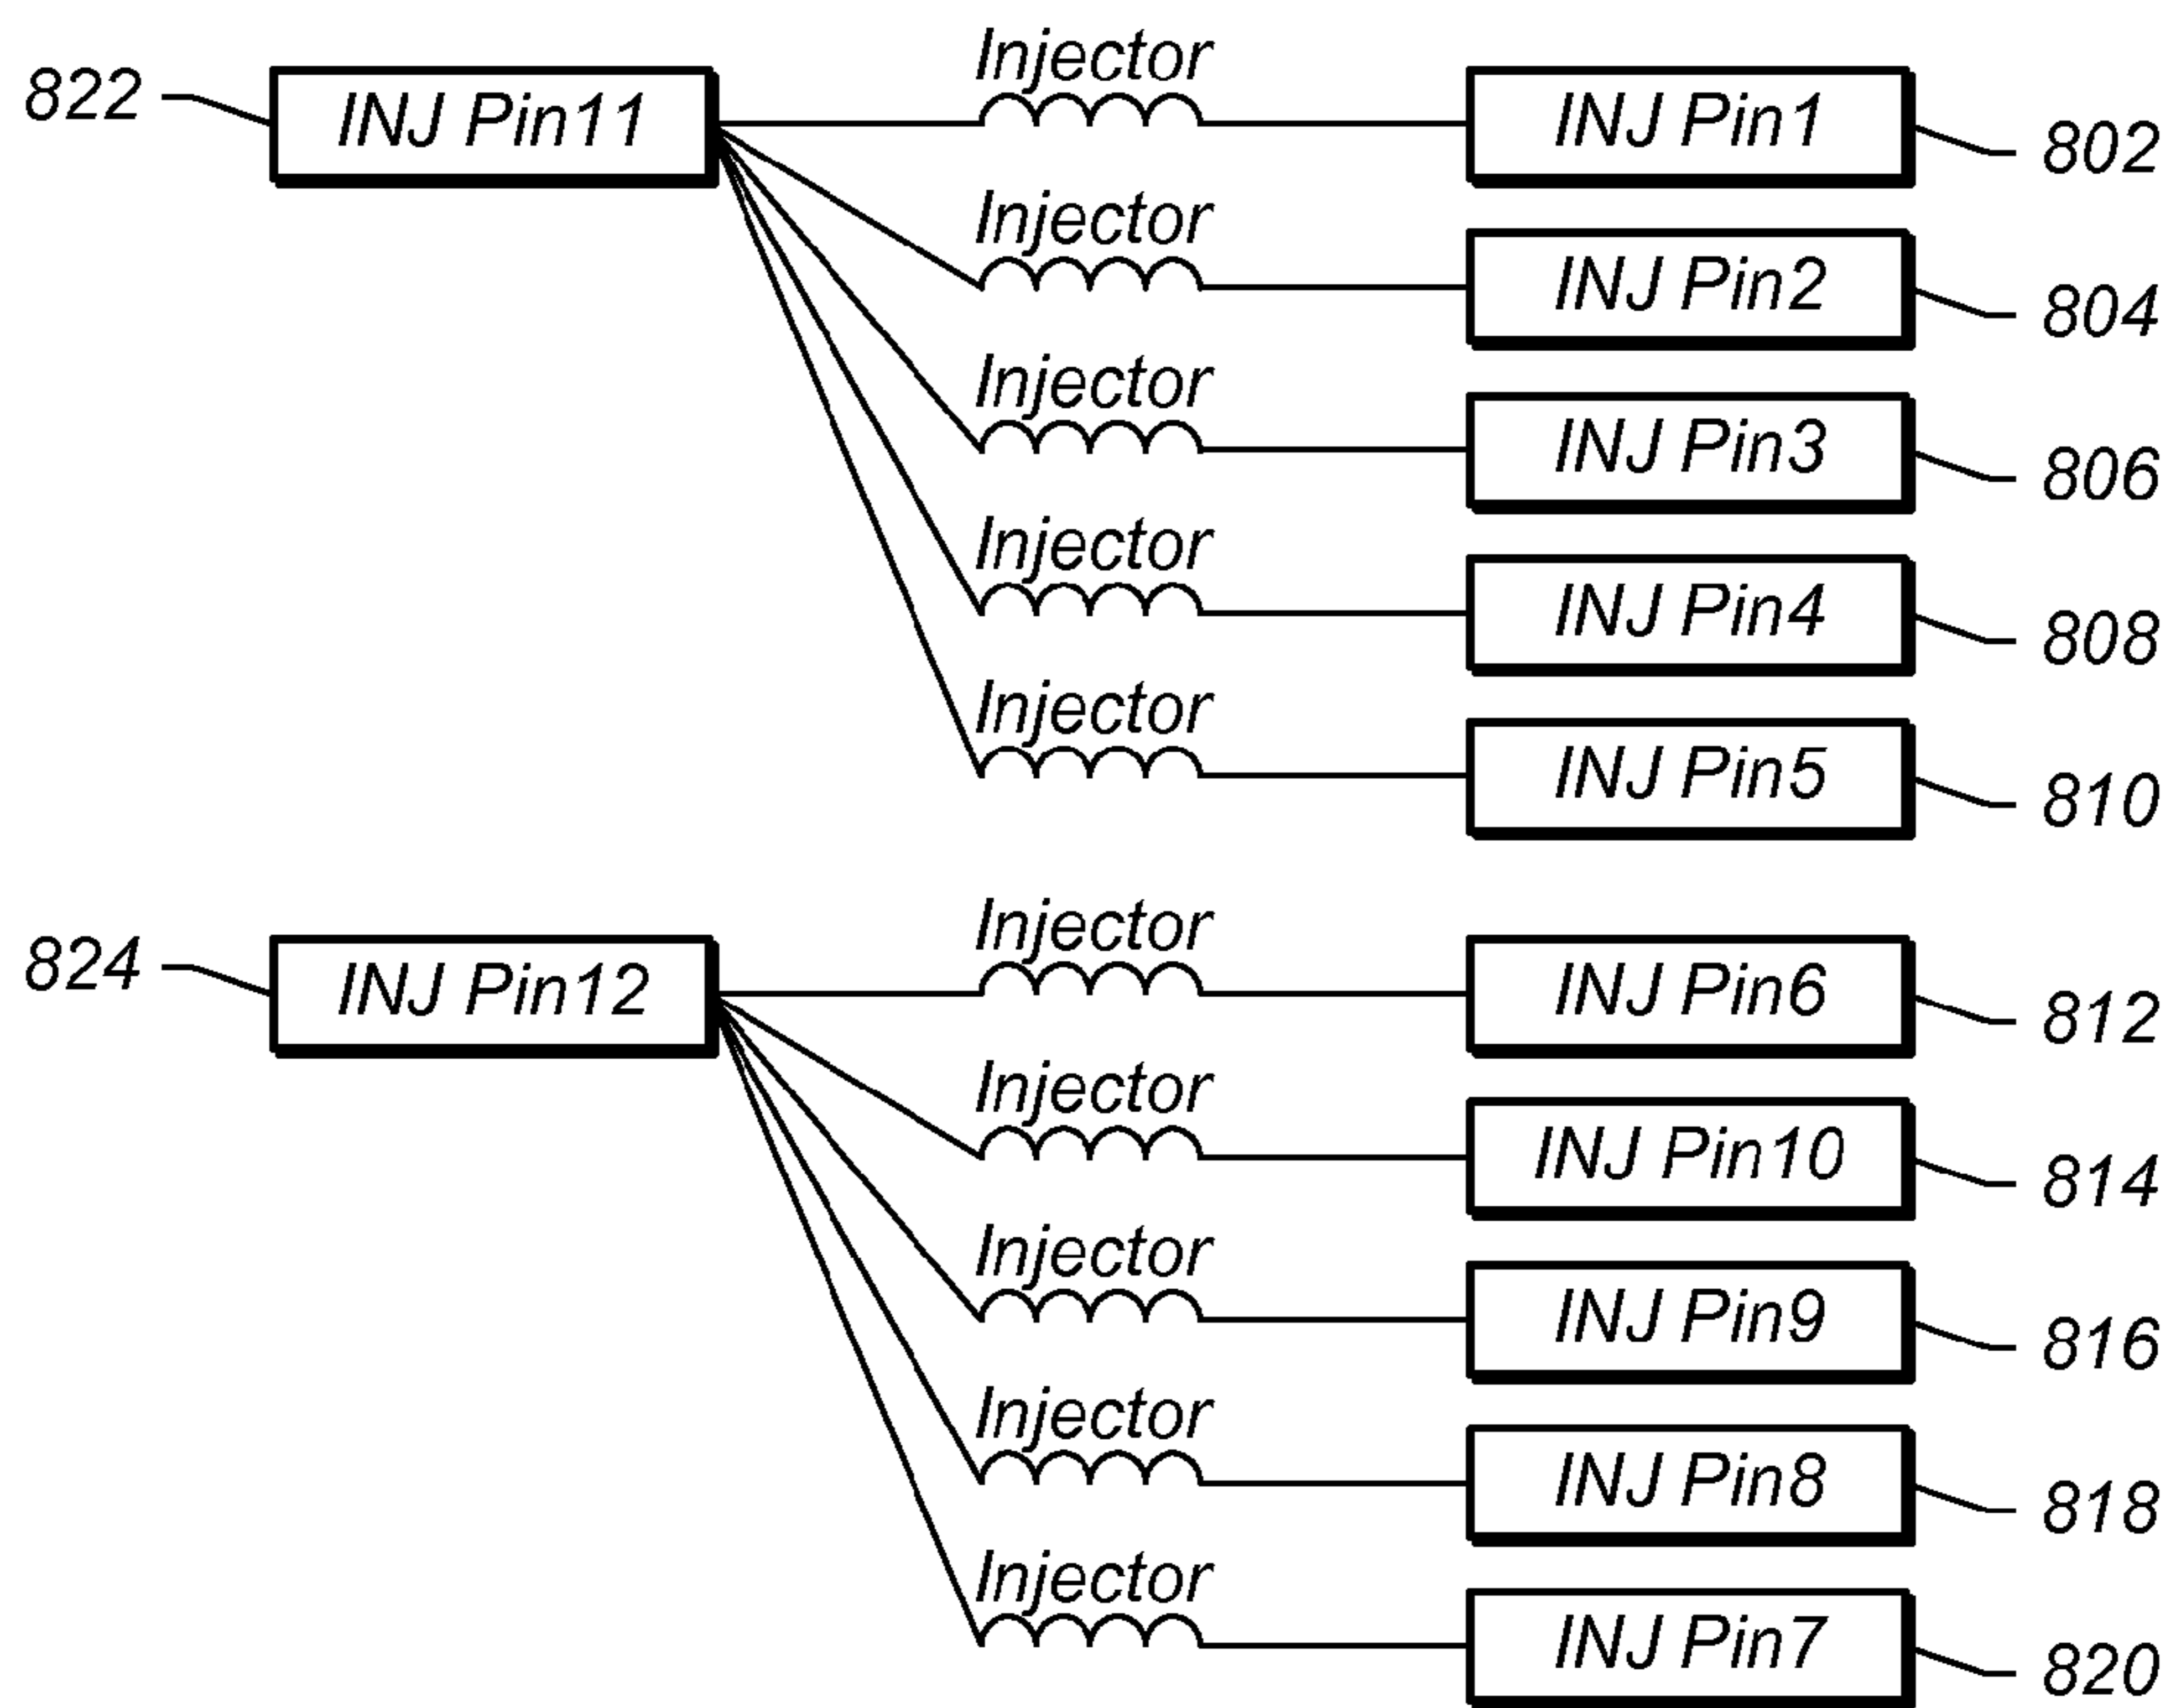 Injector
822 INJ Pin11 INJ Pin1 802
Injector
INJ Pin2 804
Injector
INJ Pin3 806
Injector
INJ Pin4 808
Injector
INJ Pin5 810
Injector
824 INJ Pin12 INJ Pin6 812
Injector
INJ Pin10 814
Injector
INJ Pin9 816
Injector
INJ Pin8 818
Injector
INJ Pin7 820